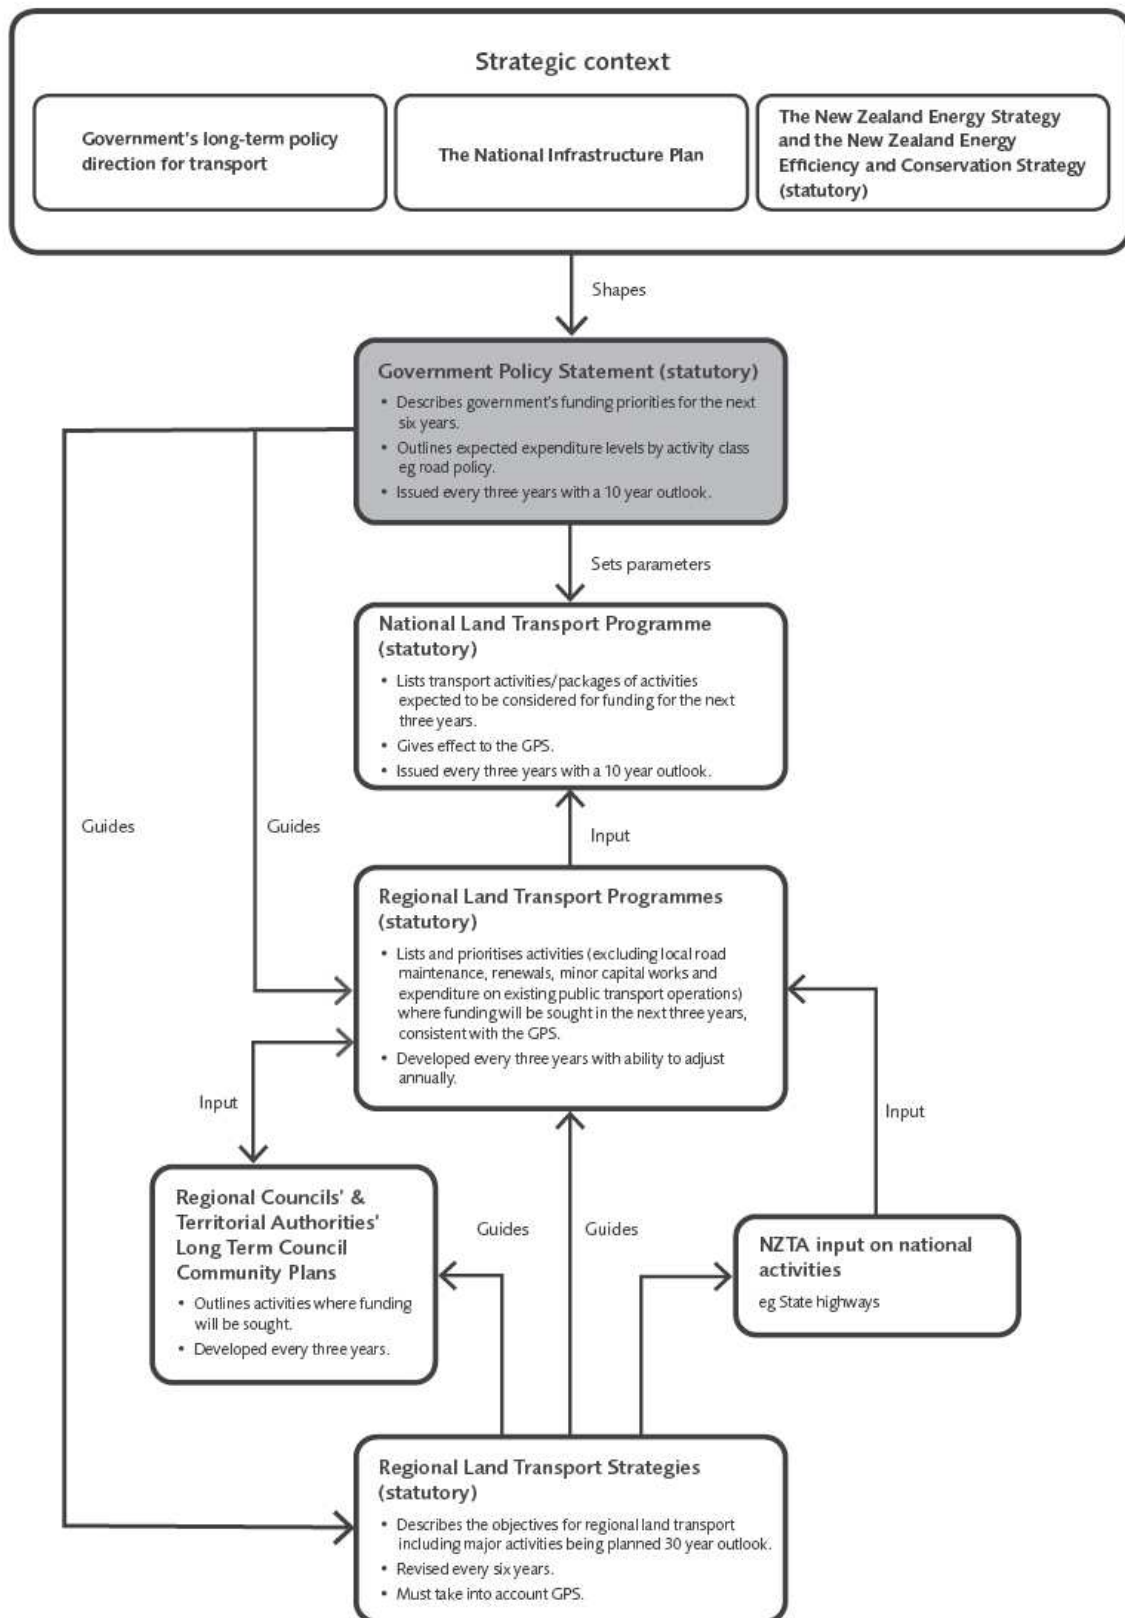 Strategic context
Government's long-term policy
direction for transport
The National Infrastructure Plan
The New Zealand Energy Strategy
and the New Zealand Energy
Efficiency and Conservation Strategy
(statutory)
Shapes
Government Policy Statement (statutory)
• Describes government's funding priorities for the next
six years.
• Outlines expected expenditure levels by activity class
eg road policy.
• Issued every three years with a 10 year outlook.
Sets parameters
National Land Transport Programme
(statutory)
• Lists transport activities/packages of activities
expected to be considered for funding for the next
three years.
• Gives effect to the GPS.
• Issued every three years with a 10 year outlook.
Guides
Guides
Input
Regional Land Transport Programmes
(statutory)
• Lists and prioritises activities (excluding local road
maintenance, renewals, minor capital works and
expenditure on existing public transport operations)
where funding will be sought in the next three years,
consistent with the GPS.
• Developed every three years with ability to adjust
annually.
Input
Input
Regional Councils' &
Territorial Authorities'
Long Term Council
Community Plans
• Outlines activities where funding
will be sought.
• Developed every three years.
Guides
Guides
NZTA input on national
activities
eg State highways
Regional Land Transport Strategies
(statutory)
• Describes the objectives for regional land transport
including major activities being planned 30 year outlook.
• Revised every six years.
• Must take into account GPS.